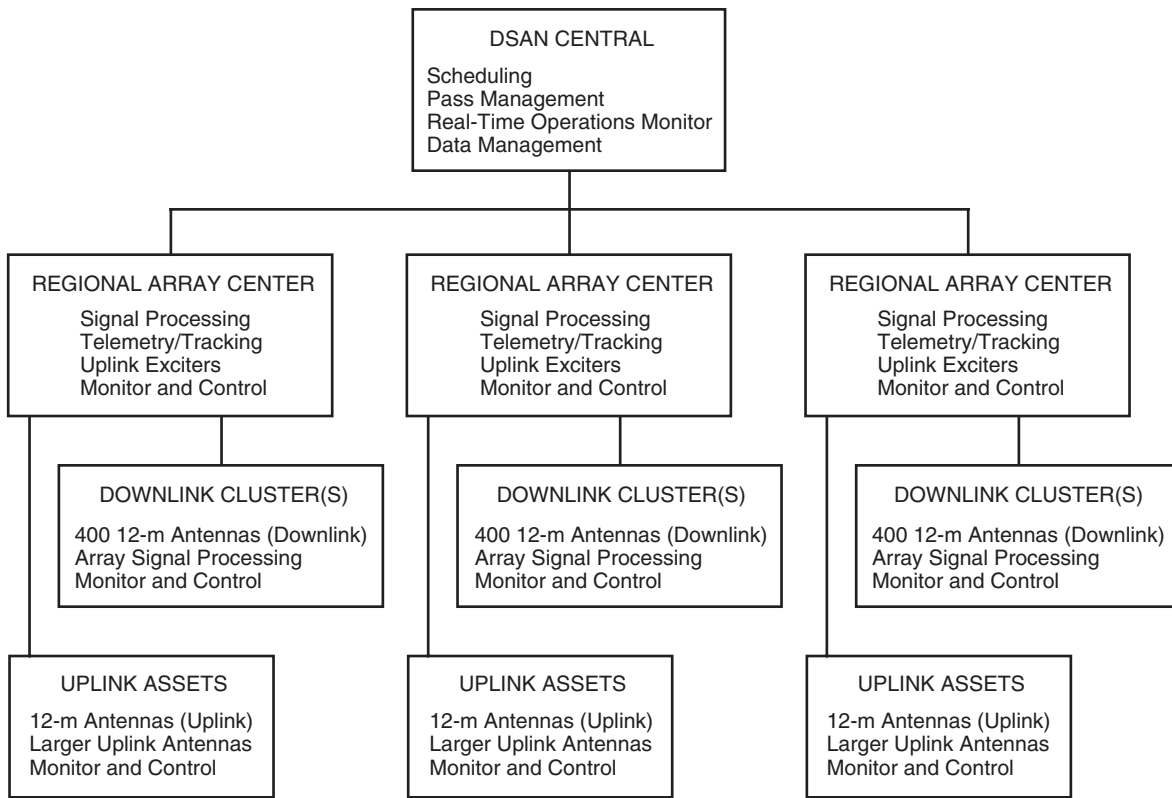 DSAN CENTRAL
Scheduling
Pass Management
Real-Time Operations Monitor
Data Management
REGIONAL ARRAY CENTER
Signal Processing
Telemetry/Tracking
Uplink Exciters
Monitor and Control
REGIONAL ARRAY CENTER
Signal Processing
Telemetry/Tracking
Uplink Exciters
Monitor and Control
REGIONAL ARRAY CENTER
Signal Processing
Telemetry/Tracking
Uplink Exciters
Monitor and Control
DOWNLINK CLUSTER(S)
400 12-m Antennas (Downlink)
Array Signal Processing
Monitor and Control
DOWNLINK CLUSTER(S)
400 12-m Antennas (Downlink)
Array Signal Processing
Monitor and Control
DOWNLINK CLUSTER(S)
400 12-m Antennas (Downlink)
Array Signal Processing
Monitor and Control
UPLINK ASSETS
12-m Antennas (Uplink)
Larger Uplink Antennas
Monitor and Control
UPLINK ASSETS
12-m Antennas (Uplink)
Larger Uplink Antennas
Monitor and Control
UPLINK ASSETS
12-m Antennas (Uplink)
Larger Uplink Antennas
Monitor and Control